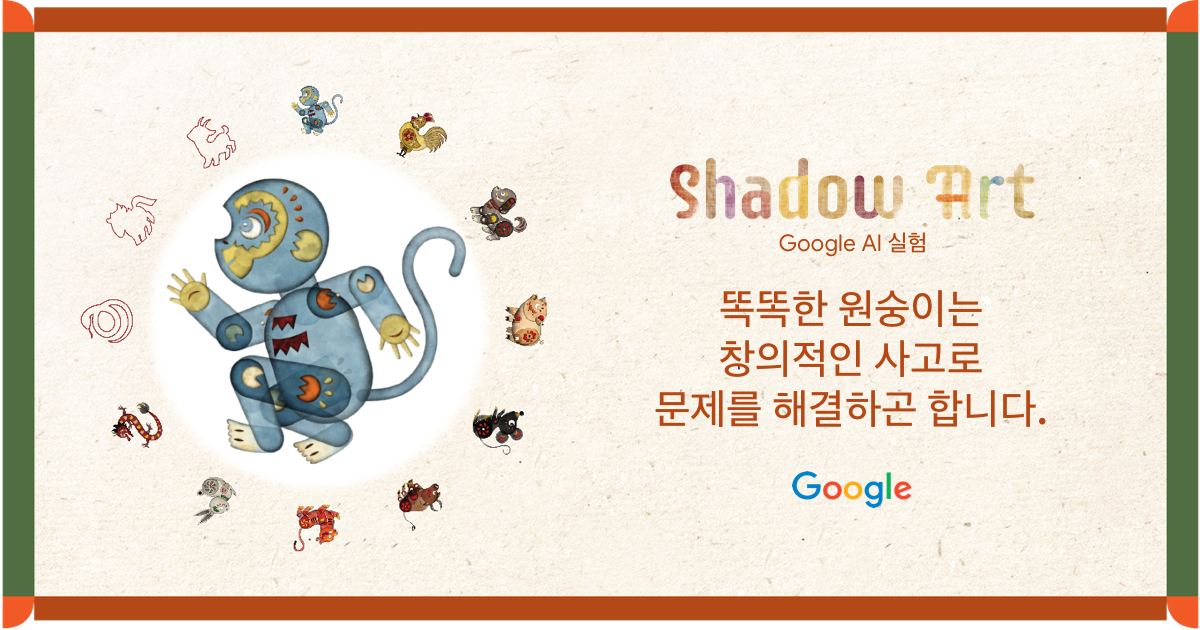 Shadow Art
Google AI 실험
똑똑한 원숭이는
창의적인 사고로
문제를 해결하곤 합니다.
Google